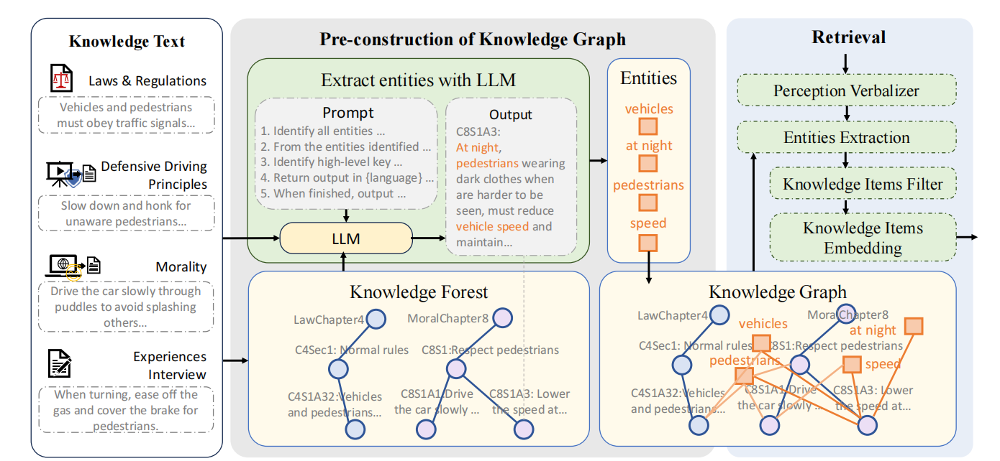 Knowledge Text
Laws & Regulations
Vehicles and pedestrians
must obey traffic signals...
Defensive Driving
Principles
Slow down and honk for
unaware pedestrians...
Morality
Drive the car slowly through
puddles to avoid splashing
others...
Experiences
Interview
When turning, ease off the
gas and cover the brake for
pedestrians.
Pre-construction of Knowledge Graph
Extract entities with LLM
Prompt
1. Identify all entities ...
2. From the entities identified ...
3. Identify high-level key ...
4. Return output in {language} ...
5. When finished, output ...
LLM
Output
C8S1A3:
At night,
pedestrians wearing
dark clothes when
are harder to be
seen, must reduce
vehicle speed and
maintain...
Entities
vehicles
at night
pedestrians
speed
Knowledge Forest
LawChapter4
MoralChapter8
C4Sec1: Normal rules
C8S1:Respect pedestrians
C4S1A32:Vehicles
and pedestrians...
C8S1A1:Drive
the car slowly ...
C8S1A3: Lower
the speed at...
Knowledge Graph
LawChapter4
MoralChapter8
vehicles
at night
C4Sec1: Normal rules
C8S1:Respect pedestrians
pedestrians
speed
C4S1A32:Vehicles
and pedestrians...
C8S1A1:Drive
the car slowly ...
C8S1A3: Lower
the speed at...
Retrieval
Perception Verbalizer
Entities Extraction
Knowledge Items Filter
Knowledge Items
Embedding